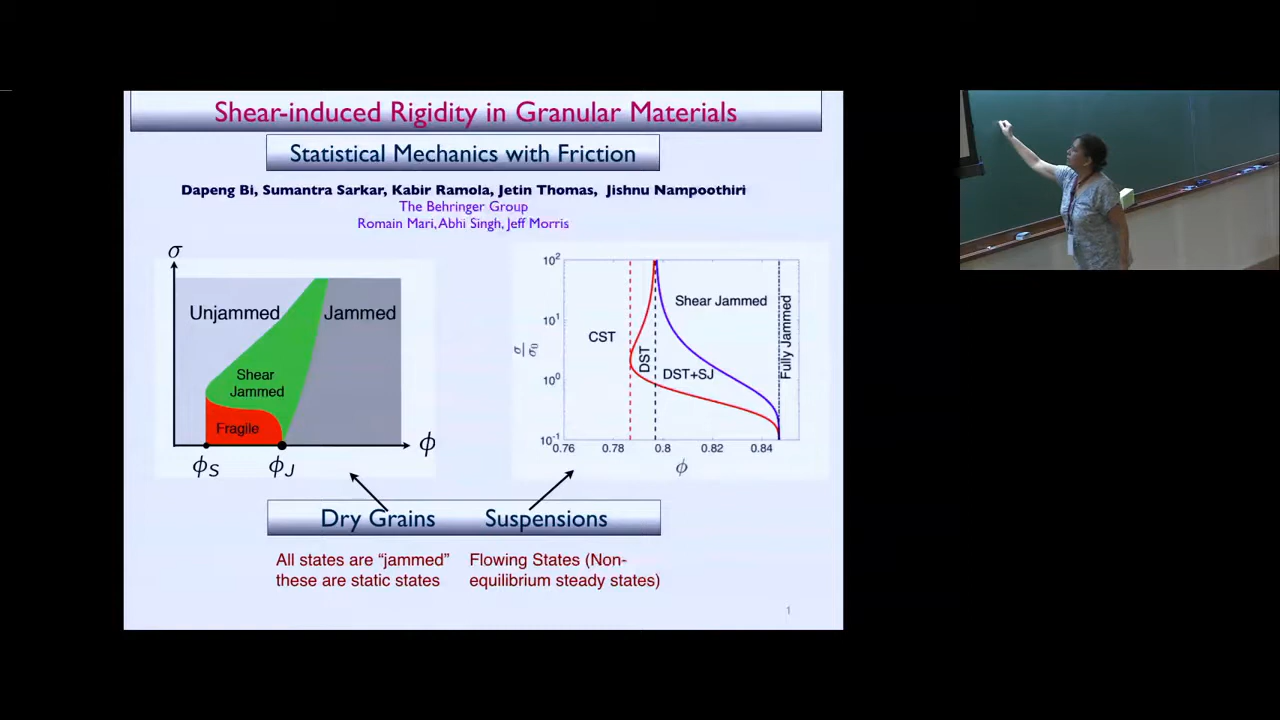 Shear-induced Rigidity in Granular Materials
Statistical Mechanics with Friction
Dapeng Bi, Sumantra Sarkar, Kabir Ramola, Jetin Thomas, Jishnu Nampoothiri
The Behringer Group
Romain Mari, Abhi Singh, Jeff Morris
σ
Unjammed
Jammed
Shear
Jammed
Fragile
ϕ
ϕS
ϕJ
10²
10¹
10⁰
10⁻¹
σ/σ₀
CST
DST
Shear Jammed
DST+SJ
Fully Jammed
0.76 0.78 0.8 0.82 0.84
ϕ
Dry Grains
Suspensions
All states are “jammed”
these are static states
Flowing States (Non-
equilibrium steady states)
1